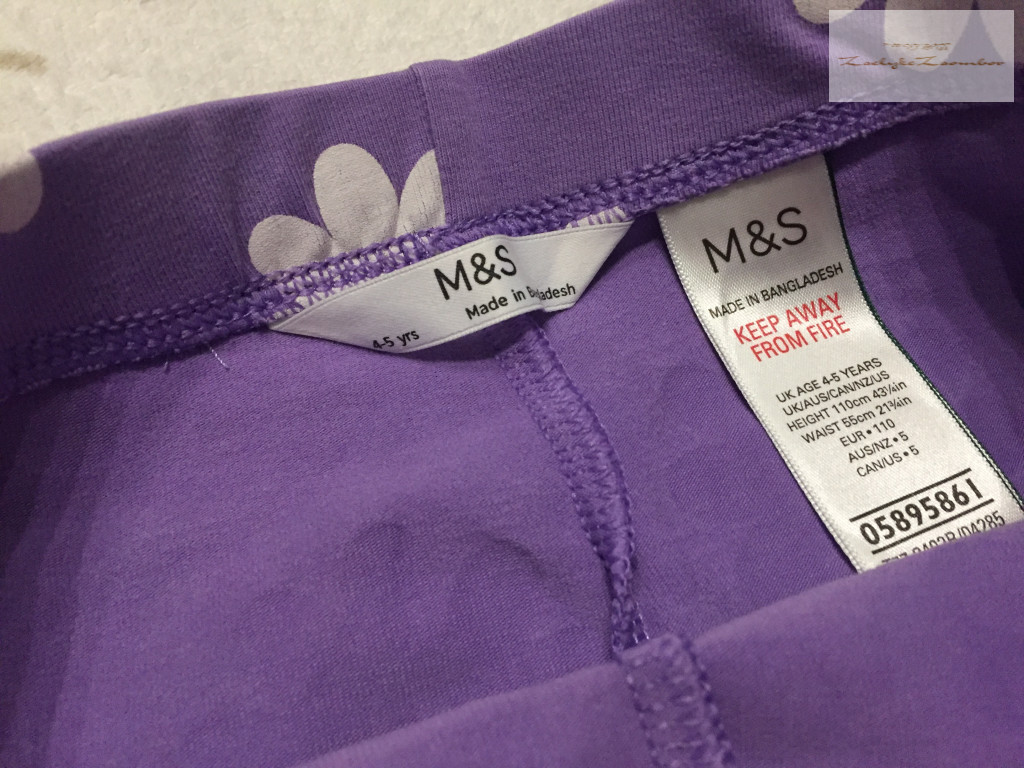 M&S
Made in B adesh
4-5 yrs
M&S
MADE IN BANGLADESH
KEEP AWAY
FROM FIRE
UK AGE 4-5 YEARS
UK/AUS/CAN/NZ/US
HEIGHT 110cm 43¼in
WAIST 55cm 21¾in
EUR • 110
AUS/NZ • 5
CAN/US • 5
05895861